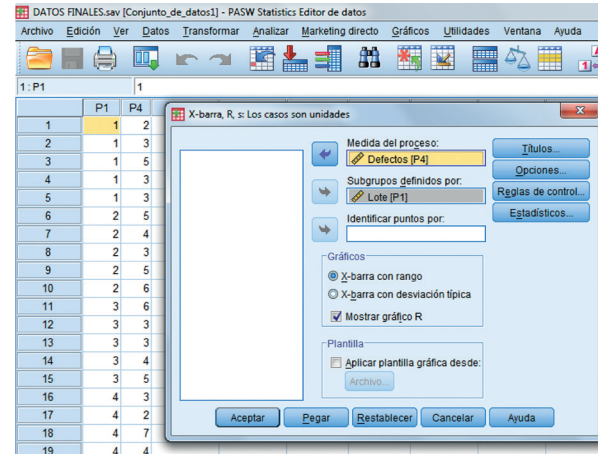 DATOS FINALES.sav [Conjunto_de_datos1] - PASW Statistics Editor de datos
Archivo Edición Ver Datos Transformar Analizar Marketing directo Gráficos Utilidades Ventana Ayuda
1 : P1 1
P1 P4
1 1 2
2 1 3
3 1 5
4 1 3
5 1 3
6 2 5
7 2 4
8 2 3
9 2 5
10 2 6
11 3 6
12 3 3
13 3 3
14 3 4
15 3 5
16 4 3
17 4 2
18 4 7
19 4 4
X-barra, R, s: Los casos son unidades
Medida del proceso:
Defectos [P4]
Subgrupos definidos por:
Lote [P1]
Identificar puntos por:
Títulos...
Opciones...
Reglas de control...
Estadísticos...
Gráficos
X-barra con rango
X-barra con desviación típica
Mostrar gráfico R
Plantilla
Aplicar plantilla gráfica desde:
Archivo...
Aceptar Pegar Restablecer Cancelar Ayuda